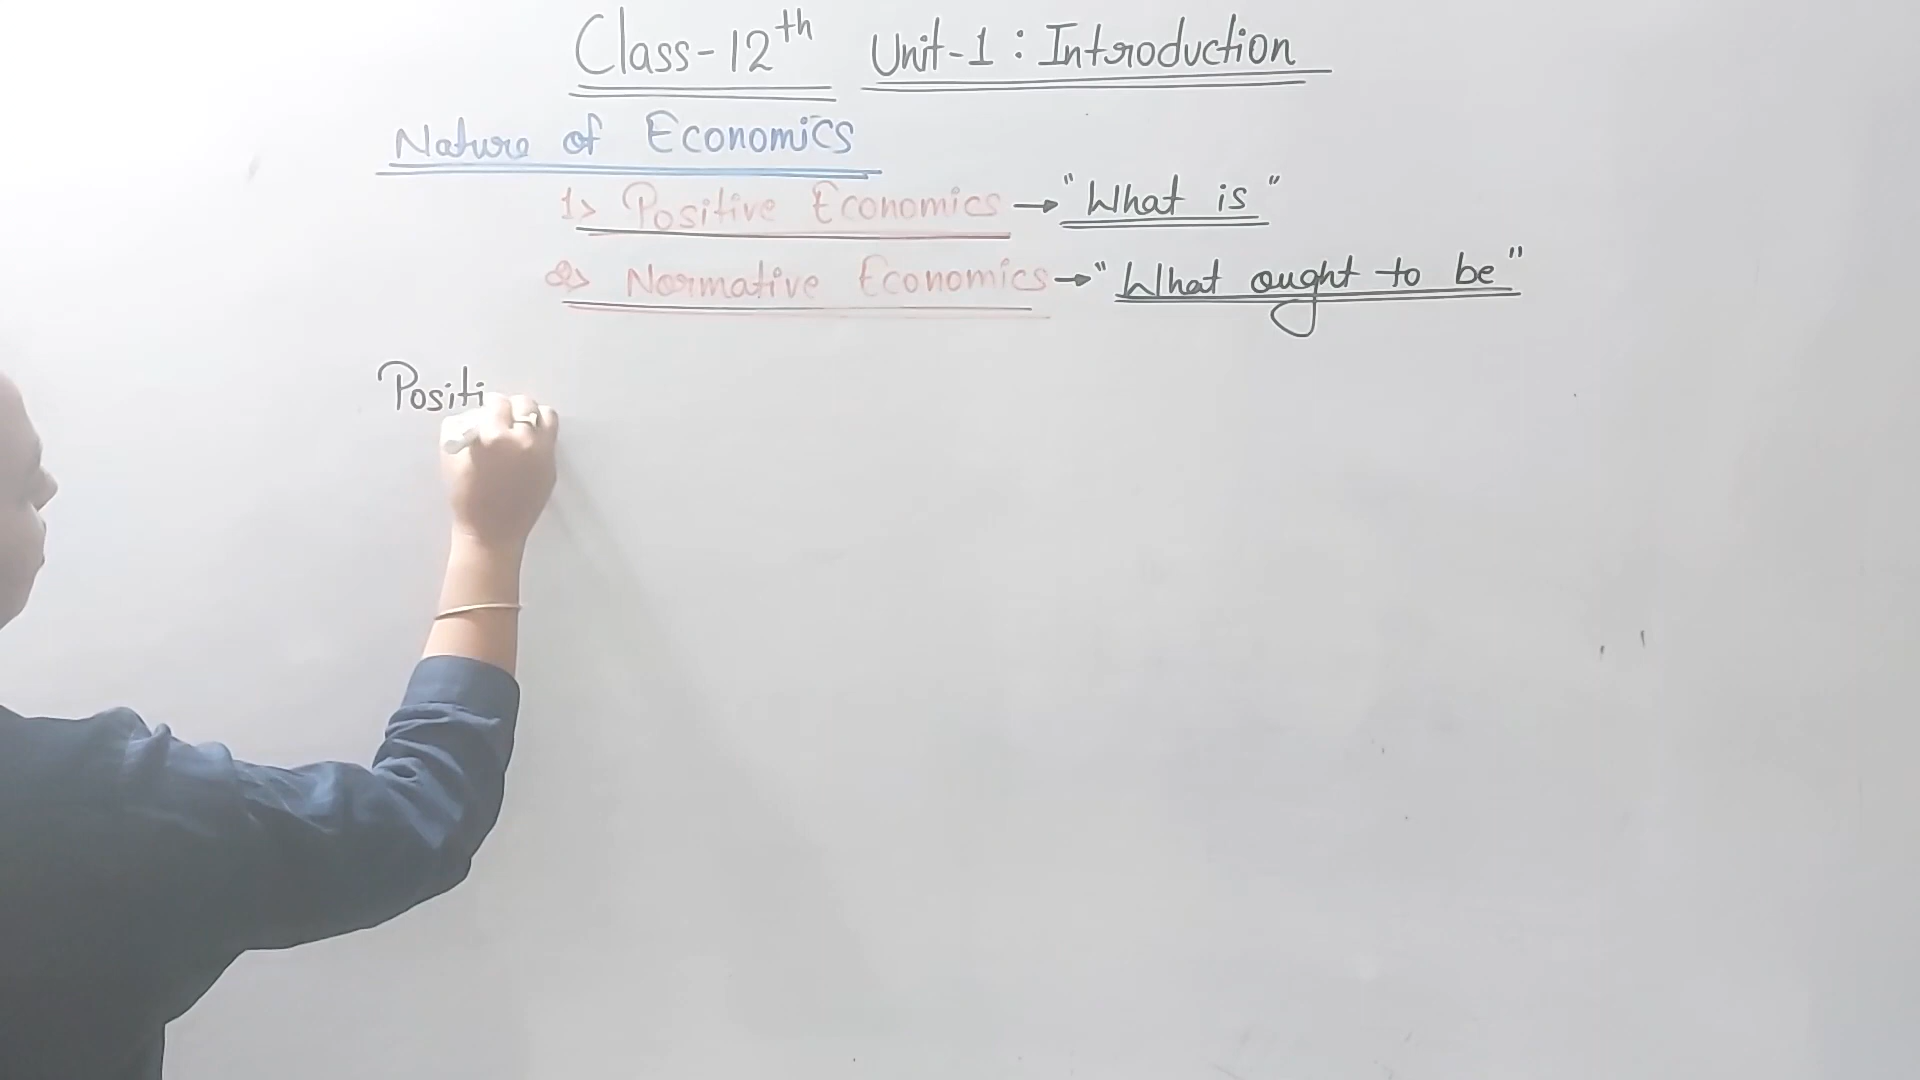 Class-12th Unit-1 : Introduction
Nature of Economics
1> Positive Economics → "What is"
2> Normative Economics → "What ought to be"
Positi